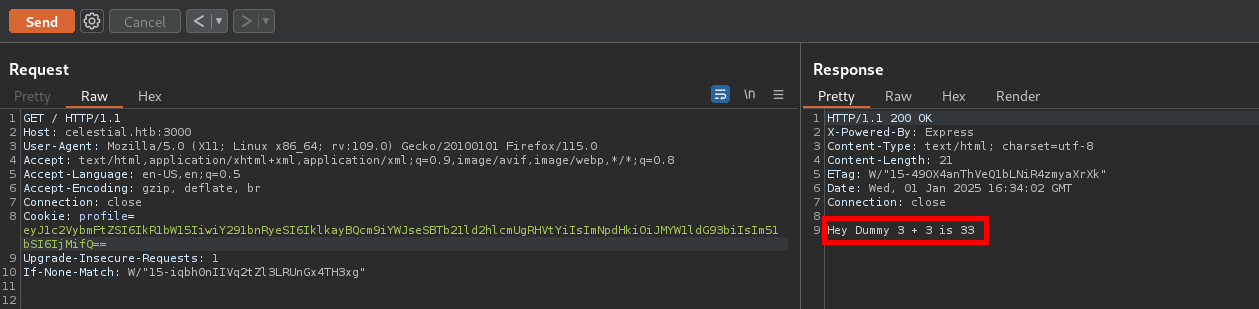 Send
Cancel
Request
Pretty Raw Hex
\n
1 GET / HTTP/1.1
2 Host: celestial.htb:3000
3 User-Agent: Mozilla/5.0 (X11; Linux x86_64; rv:109.0) Gecko/20100101 Firefox/115.0
4 Accept: text/html,application/xhtml+xml,application/xml;q=0.9,image/avif,image/webp,*/*;q=0.8
5 Accept-Language: en-US,en;q=0.5
6 Accept-Encoding: gzip, deflate, br
7 Connection: close
8 Cookie: profile=
eyJ1c2VybmFtZSI6IkR1bW15IiwiY291bnRyeSI6IklkayBQcm9iYWJseSBTb21ld2hlcmUgRHVtYiIsImNpdHkiOiJMYW1ldG93biIsIm51
bSI6IjMifQ==
9 Upgrade-Insecure-Requests: 1
10 If-None-Match: W/"15-iqbh0nIIVq2tZl3LRUnGx4TH3xg"
11
12
Response
Pretty Raw Hex Render
1 HTTP/1.1 200 OK
2 X-Powered-By: Express
3 Content-Type: text/html; charset=utf-8
4 Content-Length: 21
5 ETag: W/"15-49OX4anThVeQ1bLNiR4zmyaXrXk"
6 Date: Wed, 01 Jan 2025 16:34:02 GMT
7 Connection: close
8
9 Hey Dummy 3 + 3 is 33